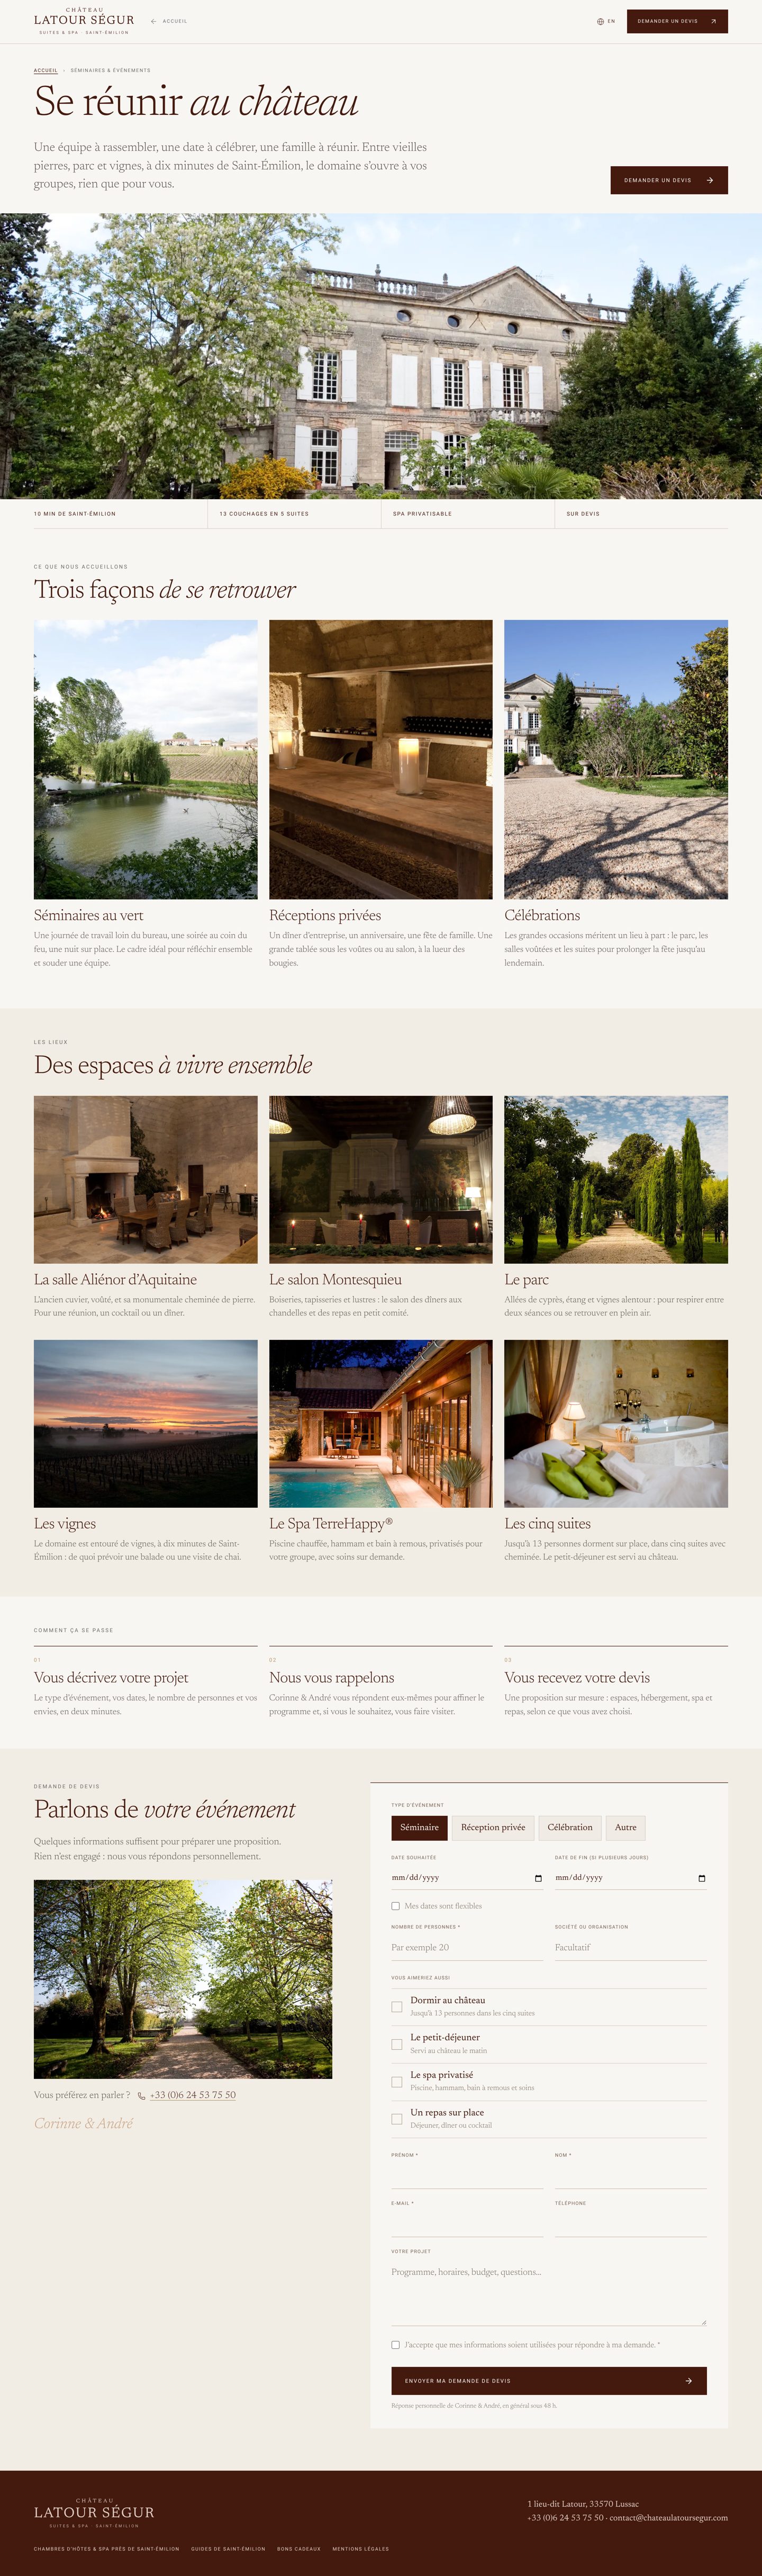 CHÂTEAU
LATOUR SÉGUR
SUITES & SPA · SAINT-ÉMILION
← ACCUEIL
EN
DEMANDER UN DEVIS
ACCUEIL › SÉMINAIRES & ÉVÉNEMENTS
Se réunir au château
Une équipe à rassembler, une date à célébrer, une famille à réunir. Entre vieilles
pierres, parc et vignes, à dix minutes de Saint-Émilion, le domaine s'ouvre à vos
groupes, rien que pour vous.
DEMANDER UN DEVIS
10 MIN DE SAINT-ÉMILION
13 COUCHAGES EN 5 SUITES
SPA PRIVATISABLE
SUR DEVIS
CE QUE NOUS ACCUEILLONS
Trois façons de se retrouver
Séminaires au vert
Une journée de travail loin du bureau, une soirée au coin du
feu, une nuit sur place. Le cadre idéal pour réfléchir ensemble
et souder une équipe.
Réceptions privées
Un dîner d'entreprise, un anniversaire, une fête de famille. Une
grande tablée sous les voûtes ou au salon, à la lueur des
bougies.
Célébrations
Les grandes occasions méritent un lieu à part : le parc, les
salles voûtées et les suites pour prolonger la fête jusqu'au
lendemain.
LES LIEUX
Des espaces à vivre ensemble
La salle Aliénor d'Aquitaine
L'ancien cuvier, voûté, et sa monumentale cheminée de pierre.
Pour une réunion, un cocktail ou un dîner.
Le salon Montesquieu
Boiseries, tapisseries et lustres : le salon des dîners aux
chandelles et des repas en petit comité.
Le parc
Allées de cyprès, étang et vignes alentour : pour respirer entre
deux séances ou se retrouver en plein air.
Les vignes
Le domaine est entouré de vignes, à dix minutes de Saint-
Émilion : de quoi prévoir une balade ou une visite de chai.
Le Spa TerreHappy®
Piscine chauffée, hammam et bain à remous, privatisés pour
votre groupe, avec soins sur demande.
Les cinq suites
Jusqu'à 13 personnes dorment sur place, dans cinq suites avec
cheminée. Le petit-déjeuner est servi au château.
COMMENT ÇA SE PASSE
01
Vous décrivez votre projet
Le type d'événement, vos dates, le nombre de personnes et vos
envies, en deux minutes.
02
Nous vous rappelons
Corinne & André vous répondent eux-mêmes pour affiner le
programme et, si vous le souhaitez, vous faire visiter.
03
Vous recevez votre devis
Une proposition sur mesure : espaces, hébergement, spa et
repas, selon ce que vous avez choisi.
DEMANDE DE DEVIS
Parlons de votre événement
Quelques informations suffisent pour préparer une proposition.
Rien n'est engagé : nous vous répondons personnellement.
Vous préférez en parler ? +33 (0)6 24 53 75 50
Corinne & André
TYPE D'ÉVÉNEMENT
Séminaire
Réception privée
Célébration
Autre
DATE SOUHAITÉE
DATE DE FIN (SI PLUSIEURS JOURS)
mm/dd/yyyy
mm/dd/yyyy
Mes dates sont flexibles
NOMBRE DE PERSONNES *
SOCIÉTÉ OU ORGANISATION
Par exemple 20
Facultatif
VOUS AIMERIEZ AUSSI
Dormir au château
Jusqu'à 13 personnes dans les cinq suites
Le petit-déjeuner
Servi au château le matin
Le spa privatisé
Piscine, hammam, bain à remous et soins
Un repas sur place
Déjeuner, dîner ou cocktail
PRÉNOM *
NOM *
E-MAIL *
TÉLÉPHONE
VOTRE PROJET
Programme, horaires, budget, questions…
J'accepte que mes informations soient utilisées pour répondre à ma demande. *
ENVOYER MA DEMANDE DE DEVIS
Réponse personnelle de Corinne & André, en général sous 48 h.
CHÂTEAU
LATOUR SÉGUR
SUITES & SPA · SAINT-ÉMILION
1 lieu-dit Latour, 33570 Lussac
+33 (0)6 24 53 75 50 · contact@chateaulatoursegur.com
CHAMBRES D'HÔTES & SPA PRÈS DE SAINT-ÉMILION
GUIDES DE SAINT-ÉMILION
BONS CADEAUX
MENTIONS LÉGALES